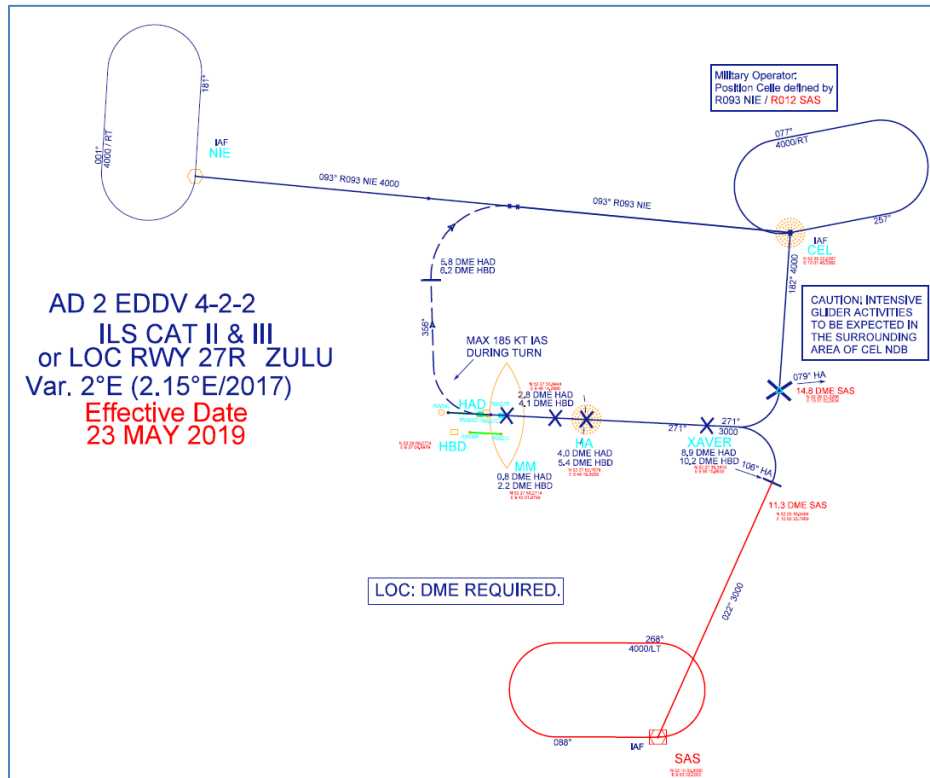 Military Operator:
Position Celle defined by
R093 NIE / R012 SAS
181°
001°
4000 / RT
IAF
NIE
077°
4000/RT
257°
093° R093 NIE 4000
093° R093 NIE
IAF
CEL
182° 4000
5.8 DME HAD
6.2 DME HBD
356°
AD 2 EDDV 4-2-2
ILS CAT II & III
or LOC RWY 27R ZULU
Var. 2°E (2.15°E/2017)
Effective Date
23 MAY 2019
CAUTION, INTENSIVE
GLIDER ACTIVITIES
TO BE EXPECTED IN
THE SURROUNDING
AREA OF CEL NDB
MAX 185 KT IAS
DURING TURN
079° HA
14.8 DME SAS
2.8 DME HAD
4.1 DME HBD
HAD
HBD
MM
0.8 DME HAD
2.2 DME HBD
HA
4.0 DME HAD
5.4 DME HBD
271°
271°
3000
XAVER
8.9 DME HAD
10.2 DME HBD
106° HA
11.3 DME SAS
LOC: DME REQUIRED.
022° 3000
268°
4000/LT
088°
IAF
SAS